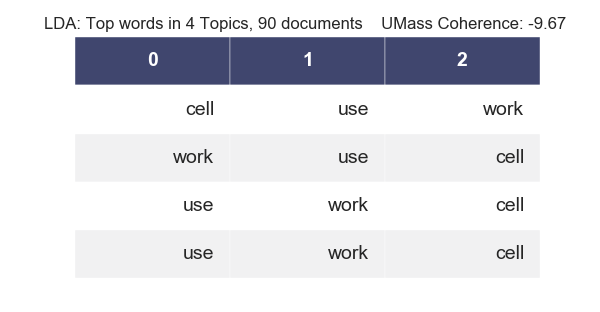 LDA: Top words in 4 Topics, 90 documents    UMass Coherence: -9.67
0 1 2
cell use work
work use cell
use work cell
use work cell